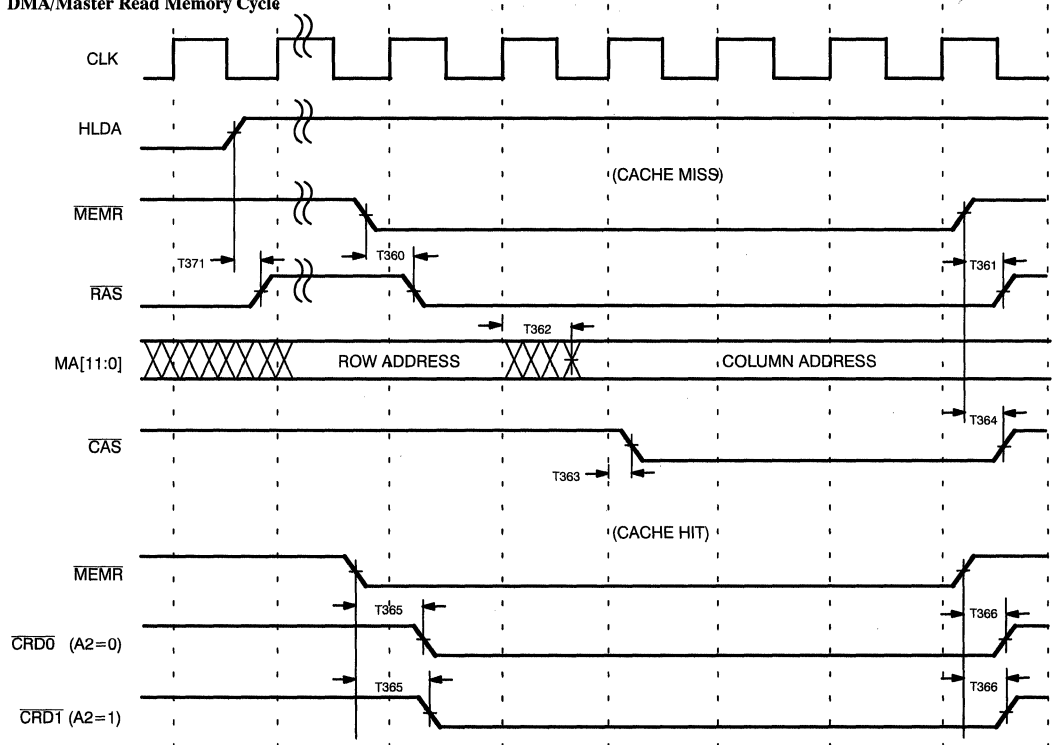 DMA/Master Read Memory Cycle
CLK
HLDA
(CACHE MISS)
MEMR
T371
T360
T361
RAS
T362
MA[11:0]
ROW ADDRESS
COLUMN ADDRESS
T364
CAS
T363
(CACHE HIT)
MEMR
T365
T366
CRD0 (A2=0)
T365
T366
CRD1 (A2=1)